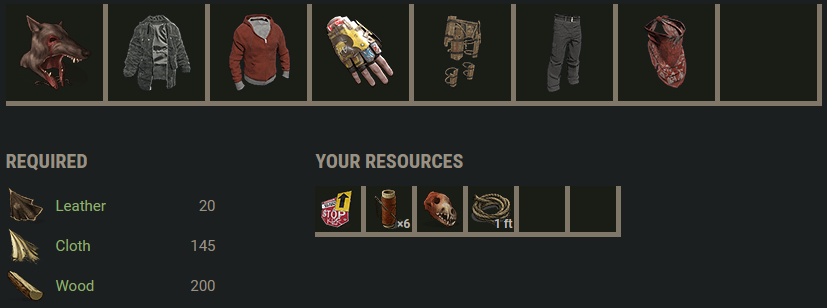 REQUIRED
YOUR RESOURCES
Leather 20
STOP
×6
1 ft
Cloth 145
Wood 200